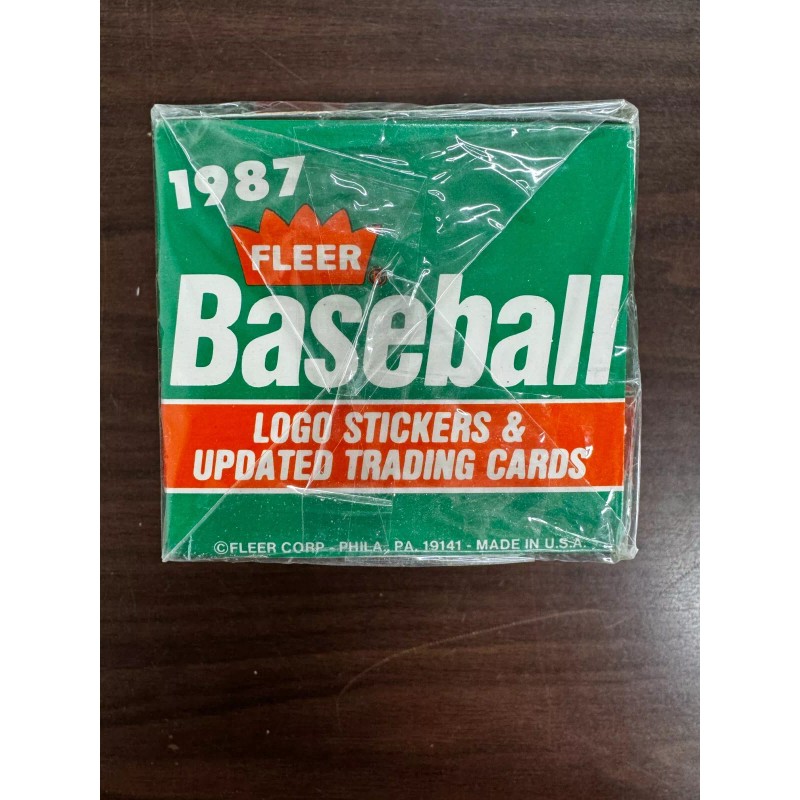 1987
FLEER ®
Baseball
LOGO STICKERS &
UPDATED TRADING CARDS
©FLEER CORP - PHILA., PA. 19141 - MADE IN U.S.A.